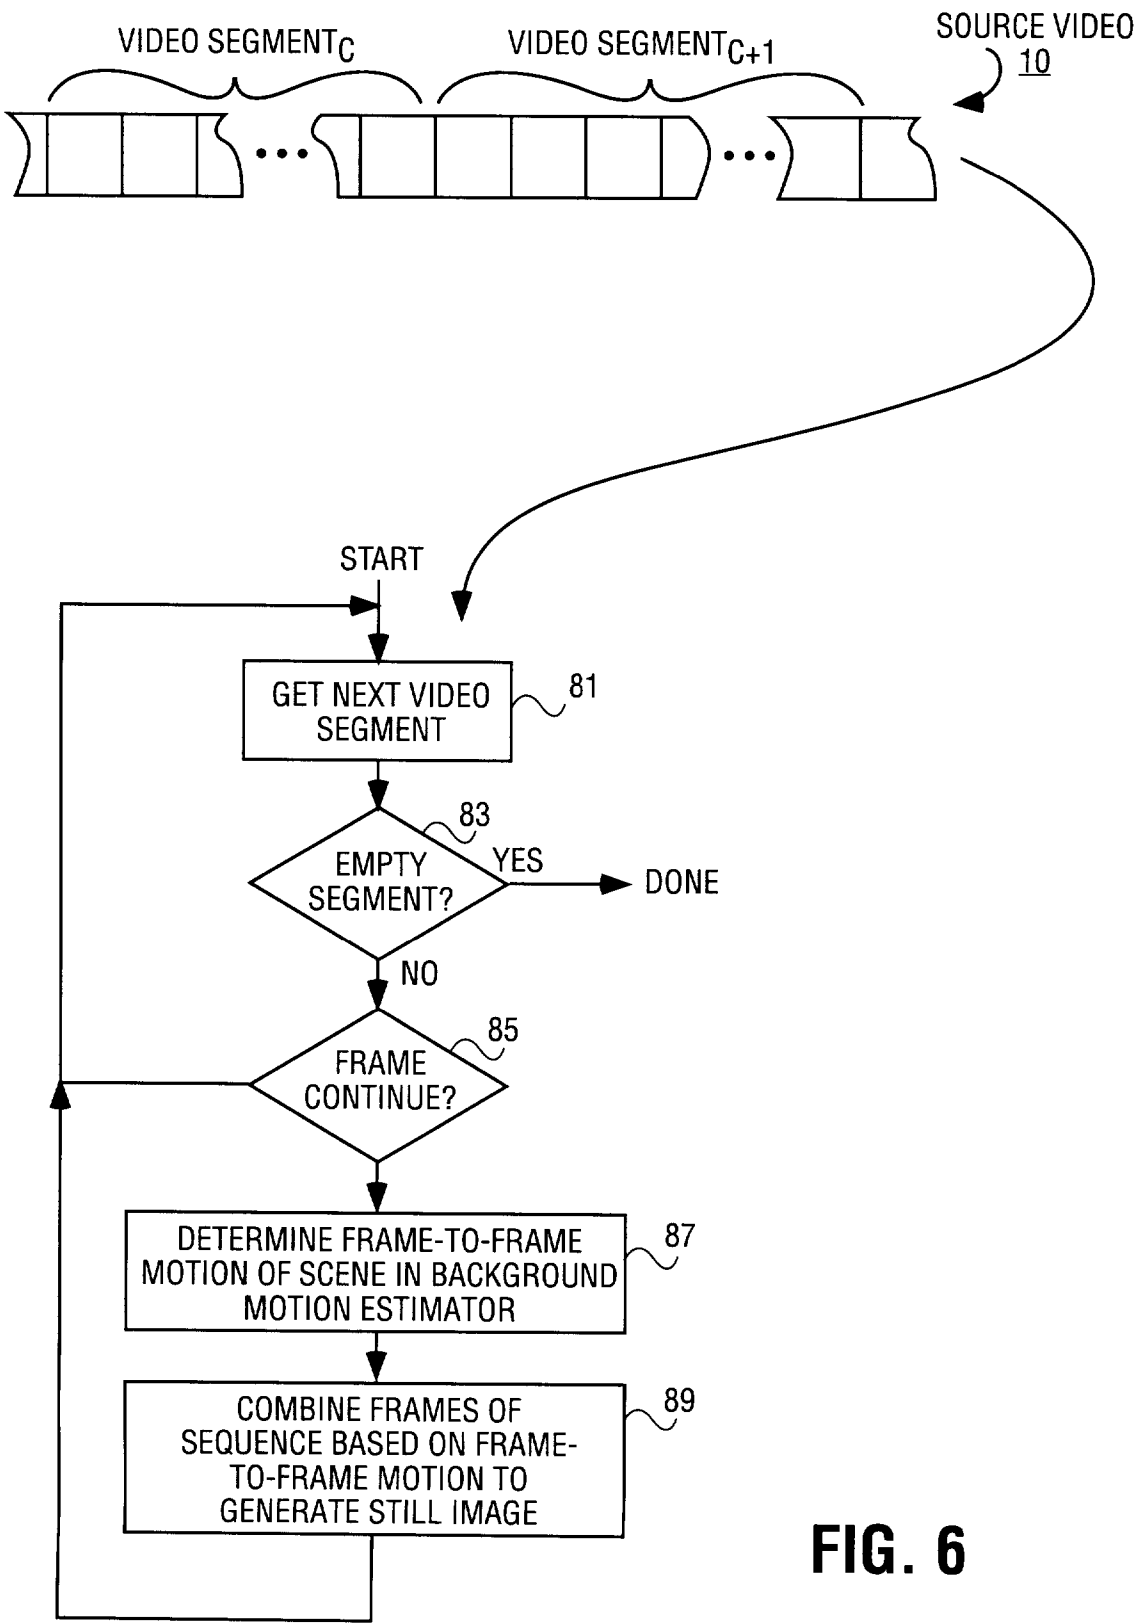 VIDEO SEGMENTC
VIDEO SEGMENTC+1
SOURCE VIDEO
10
START
GET NEXT VIDEO
SEGMENT
81
83
EMPTY
SEGMENT?
YES
DONE
NO
85
FRAME
CONTINUE?
87
DETERMINE FRAME-TO-FRAME
MOTION OF SCENE IN BACKGROUND
MOTION ESTIMATOR
89
COMBINE FRAMES OF
SEQUENCE BASED ON FRAME-
TO-FRAME MOTION TO
GENERATE STILL IMAGE
FIG. 6